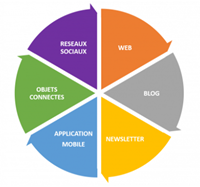 RESEAUX
SOCIAUX
WEB
OBJETS
CONNECTES
BLOG
APPLICATION
MOBILE
NEWSLETTER